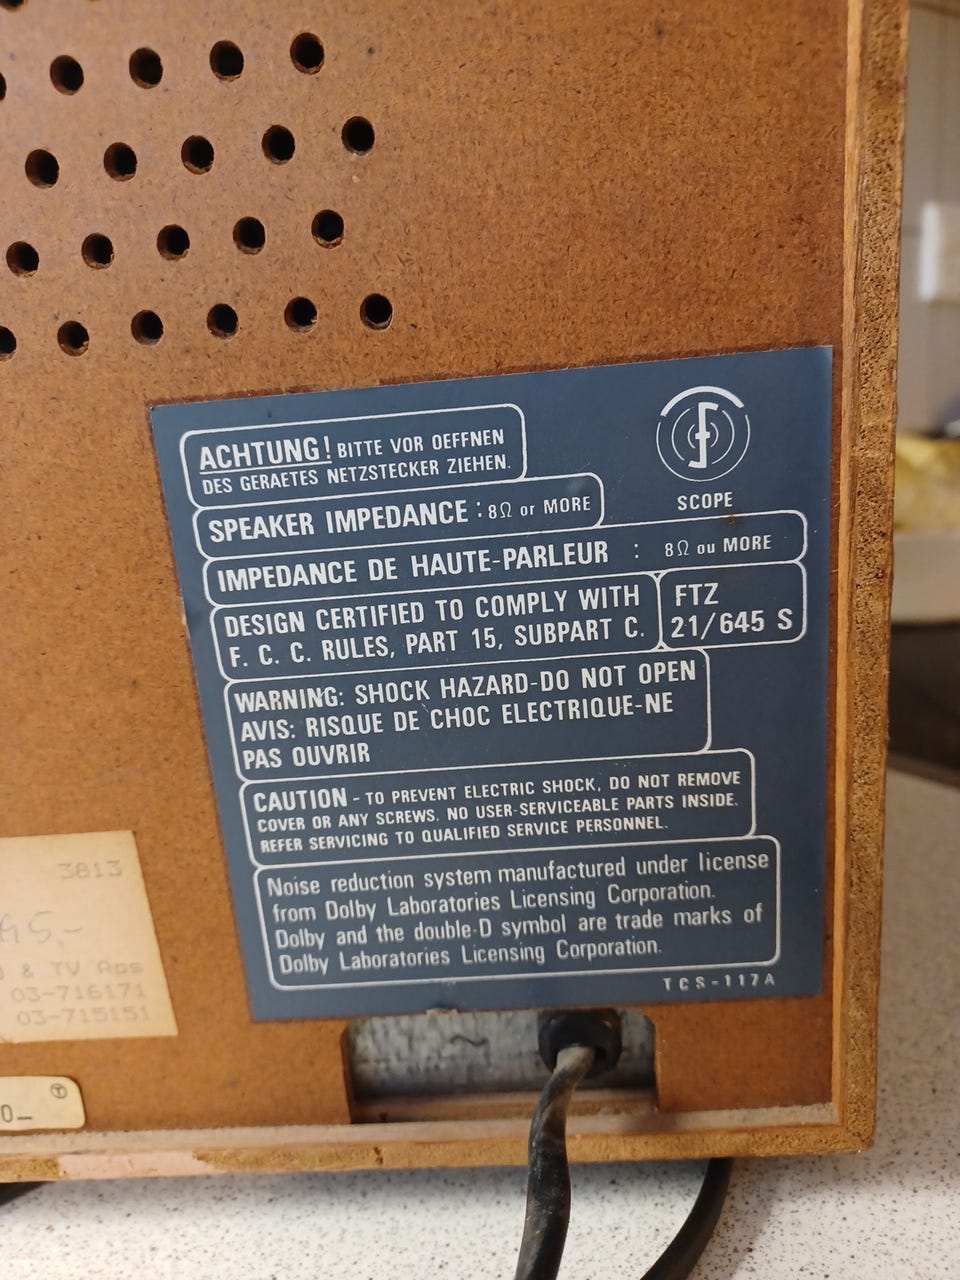 ACHTUNG! BITTE VOR OEFFNEN
DES GERAETES NETZSTECKER ZIEHEN.
SCOPE
SPEAKER IMPEDANCE : 8Ω or MORE
IMPEDANCE DE HAUTE-PARLEUR : 8Ω ou MORE
DESIGN CERTIFIED TO COMPLY WITH
F. C. C. RULES, PART 15, SUBPART C.
FTZ
21/645 S
WARNING: SHOCK HAZARD-DO NOT OPEN
AVIS: RISQUE DE CHOC ELECTRIQUE-NE
PAS OUVRIR
CAUTION - TO PREVENT ELECTRIC SHOCK, DO NOT REMOVE
COVER OR ANY SCREWS. NO USER-SERVICEABLE PARTS INSIDE.
REFER SERVICING TO QUALIFIED SERVICE PERSONNEL.
Noise reduction system manufactured under license
from Dolby Laboratories Licensing Corporation.
Dolby and the double-D symbol are trade marks of
Dolby Laboratories Licensing Corporation.
TCS-117A
3813
95,-
& TV Aps
03-716171
03-715151
0_